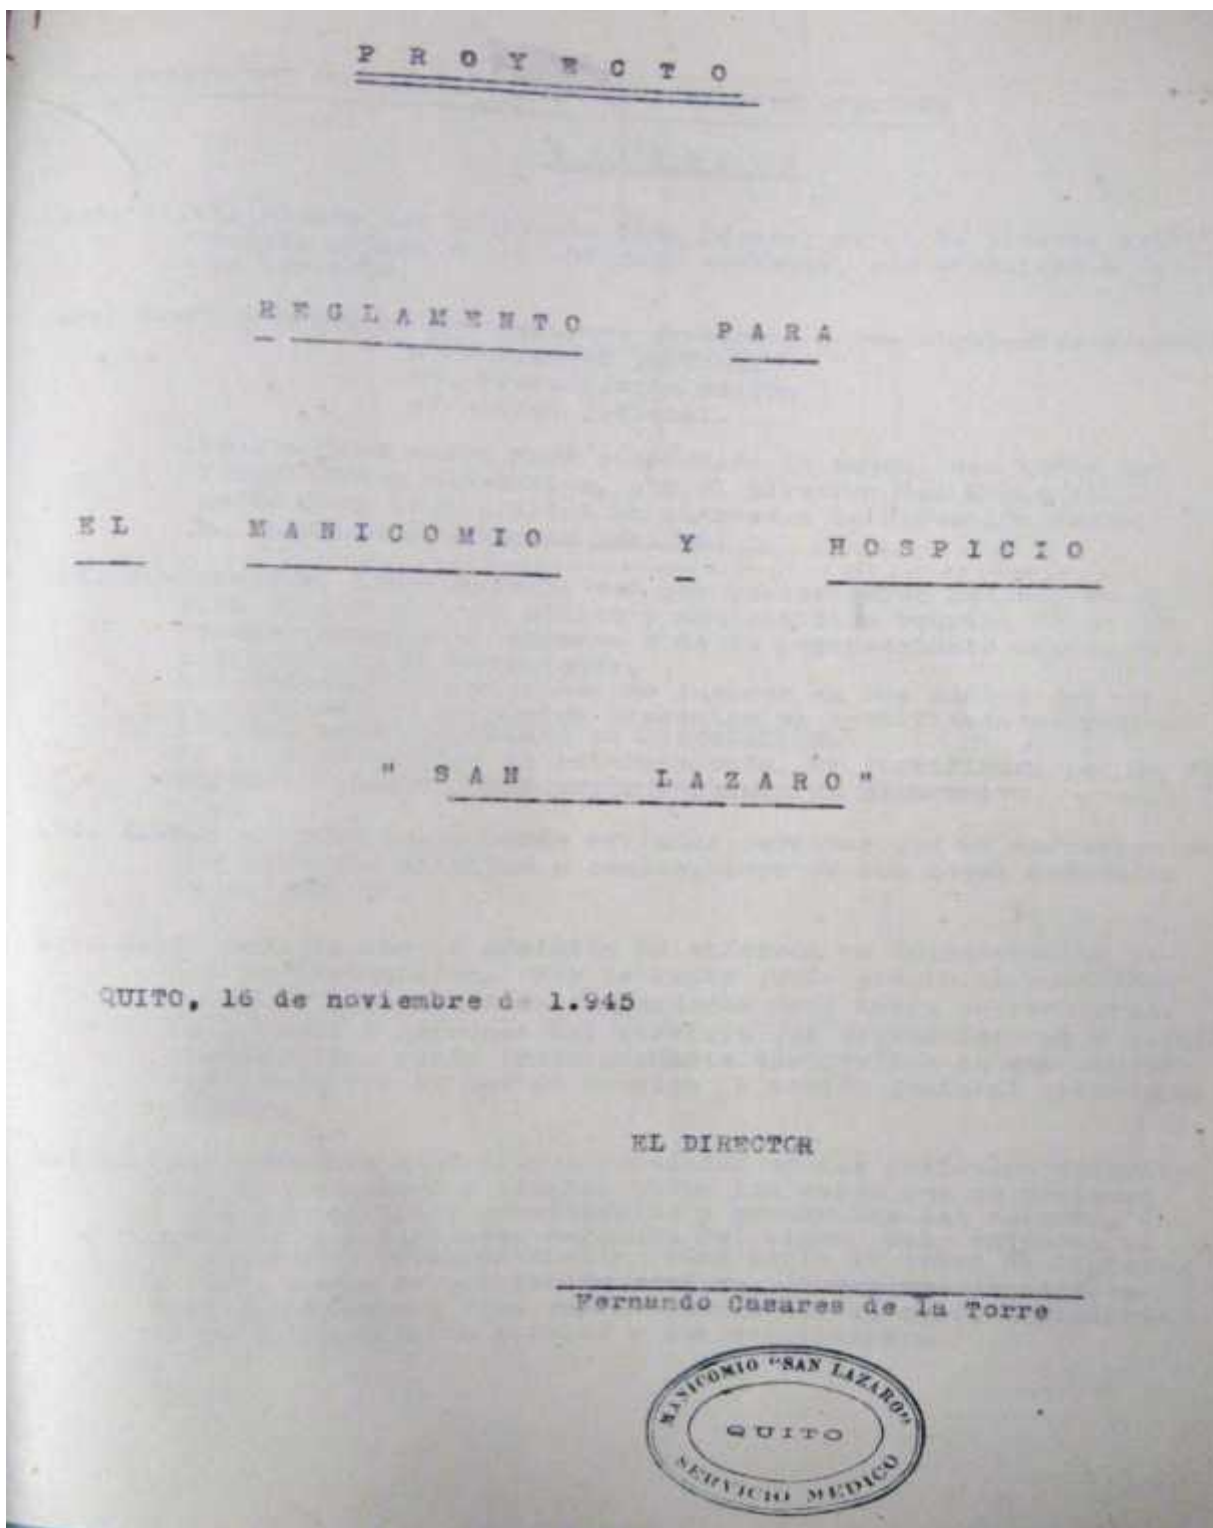 P R O Y E C T O
R E G L A M E N T O   P A R A
E L   M A N I C O M I O   Y   H O S P I C I O
" S A N   L A Z A R O "
QUITO, 16 de noviembre d 1.945
EL DIRECTOR
Fernando Casares de la Torre
MANICOMIO "SAN LAZARO"
QUITO
SERVICIO MEDICO